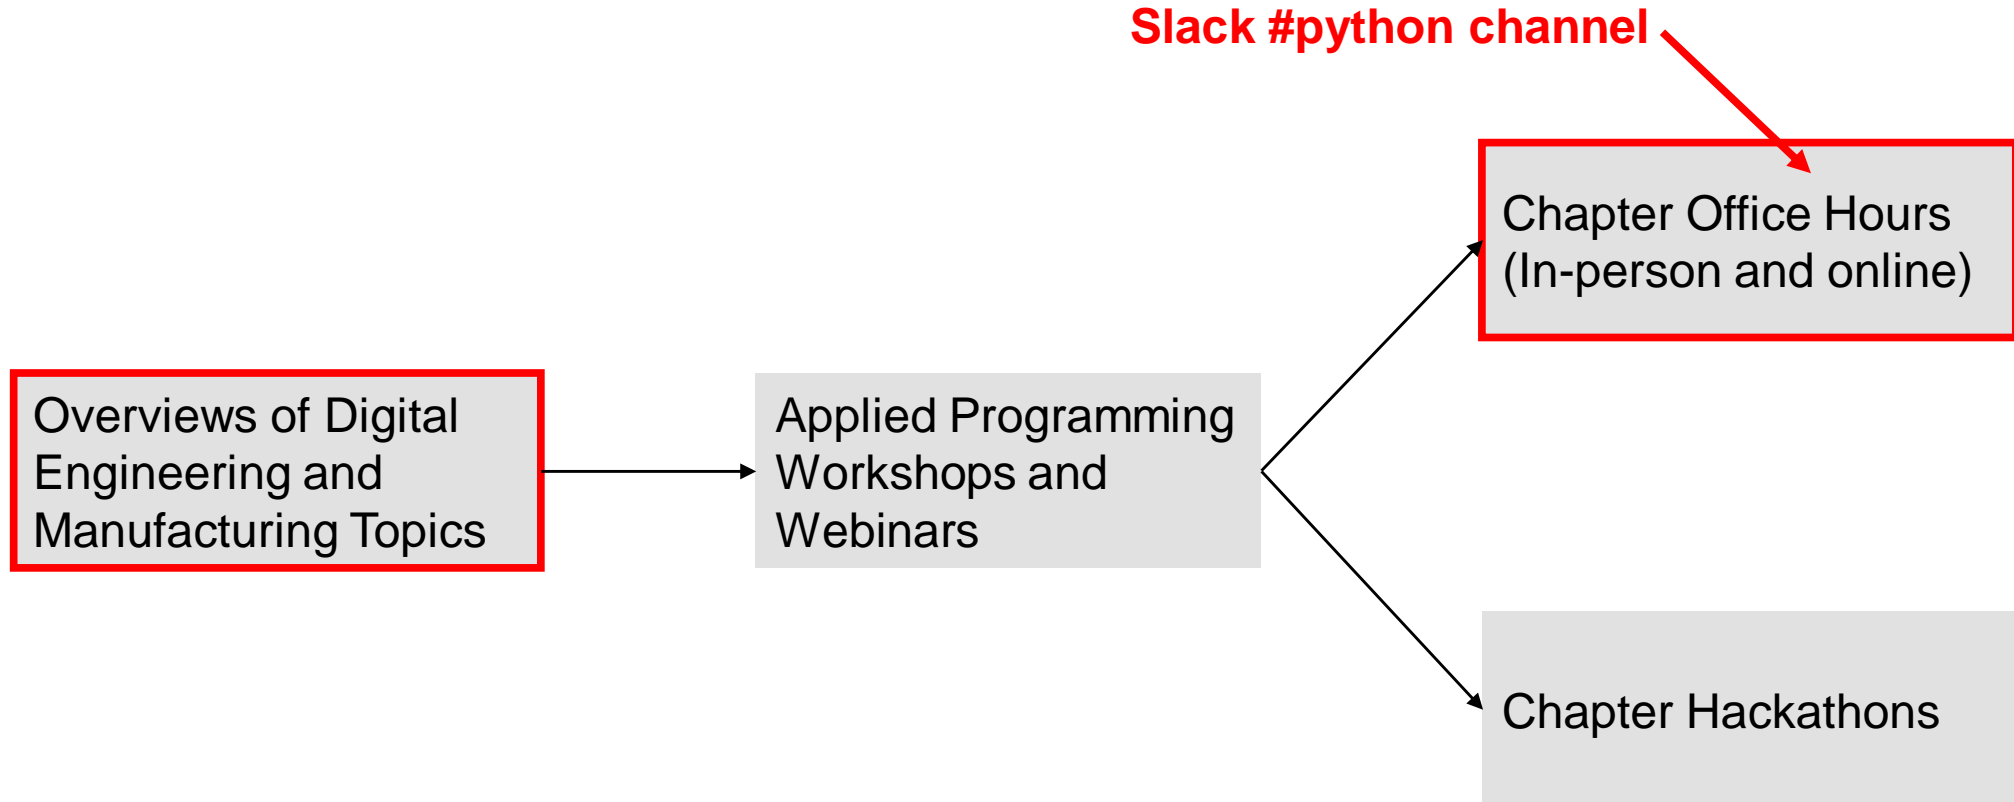 Slack #python channel
Chapter Office Hours
(In-person and online)
Overviews of Digital
Engineering and
Manufacturing Topics
Applied Programming
Workshops and
Webinars
Chapter Hackathons